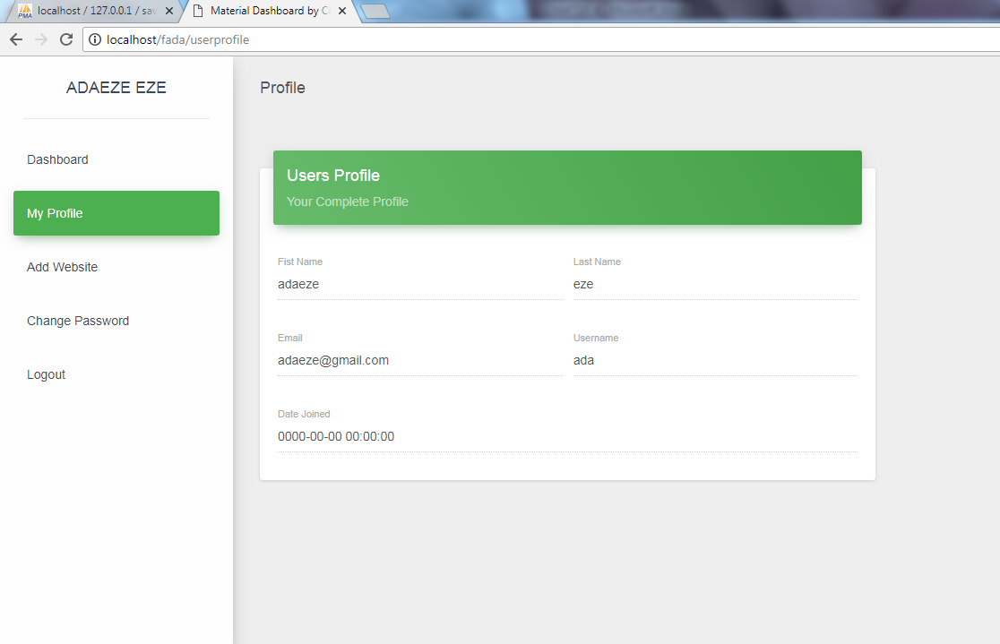 PMA
localhost / 127.0.0.1 / sav
Material Dashboard by C
localhost/fada/userprofile
ADAEZE EZE
Profile
Dashboard
My Profile
Add Website
Change Password
Logout
Users Profile
Your Complete Profile
Fist Name
Last Name
adaeze
eze
Email
Username
adaeze@gmail.com
ada
Date Joined
0000-00-00 00:00:00